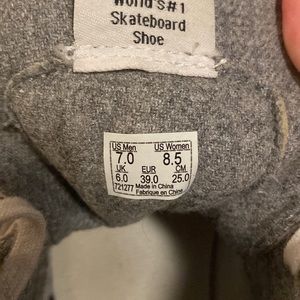 World's #1
Skateboard
Shoe
US Men US Women
7.0 8.5
UK EUR CM
6.0 39.0 25.0
721277 Made in China
Fabriqué en Chine